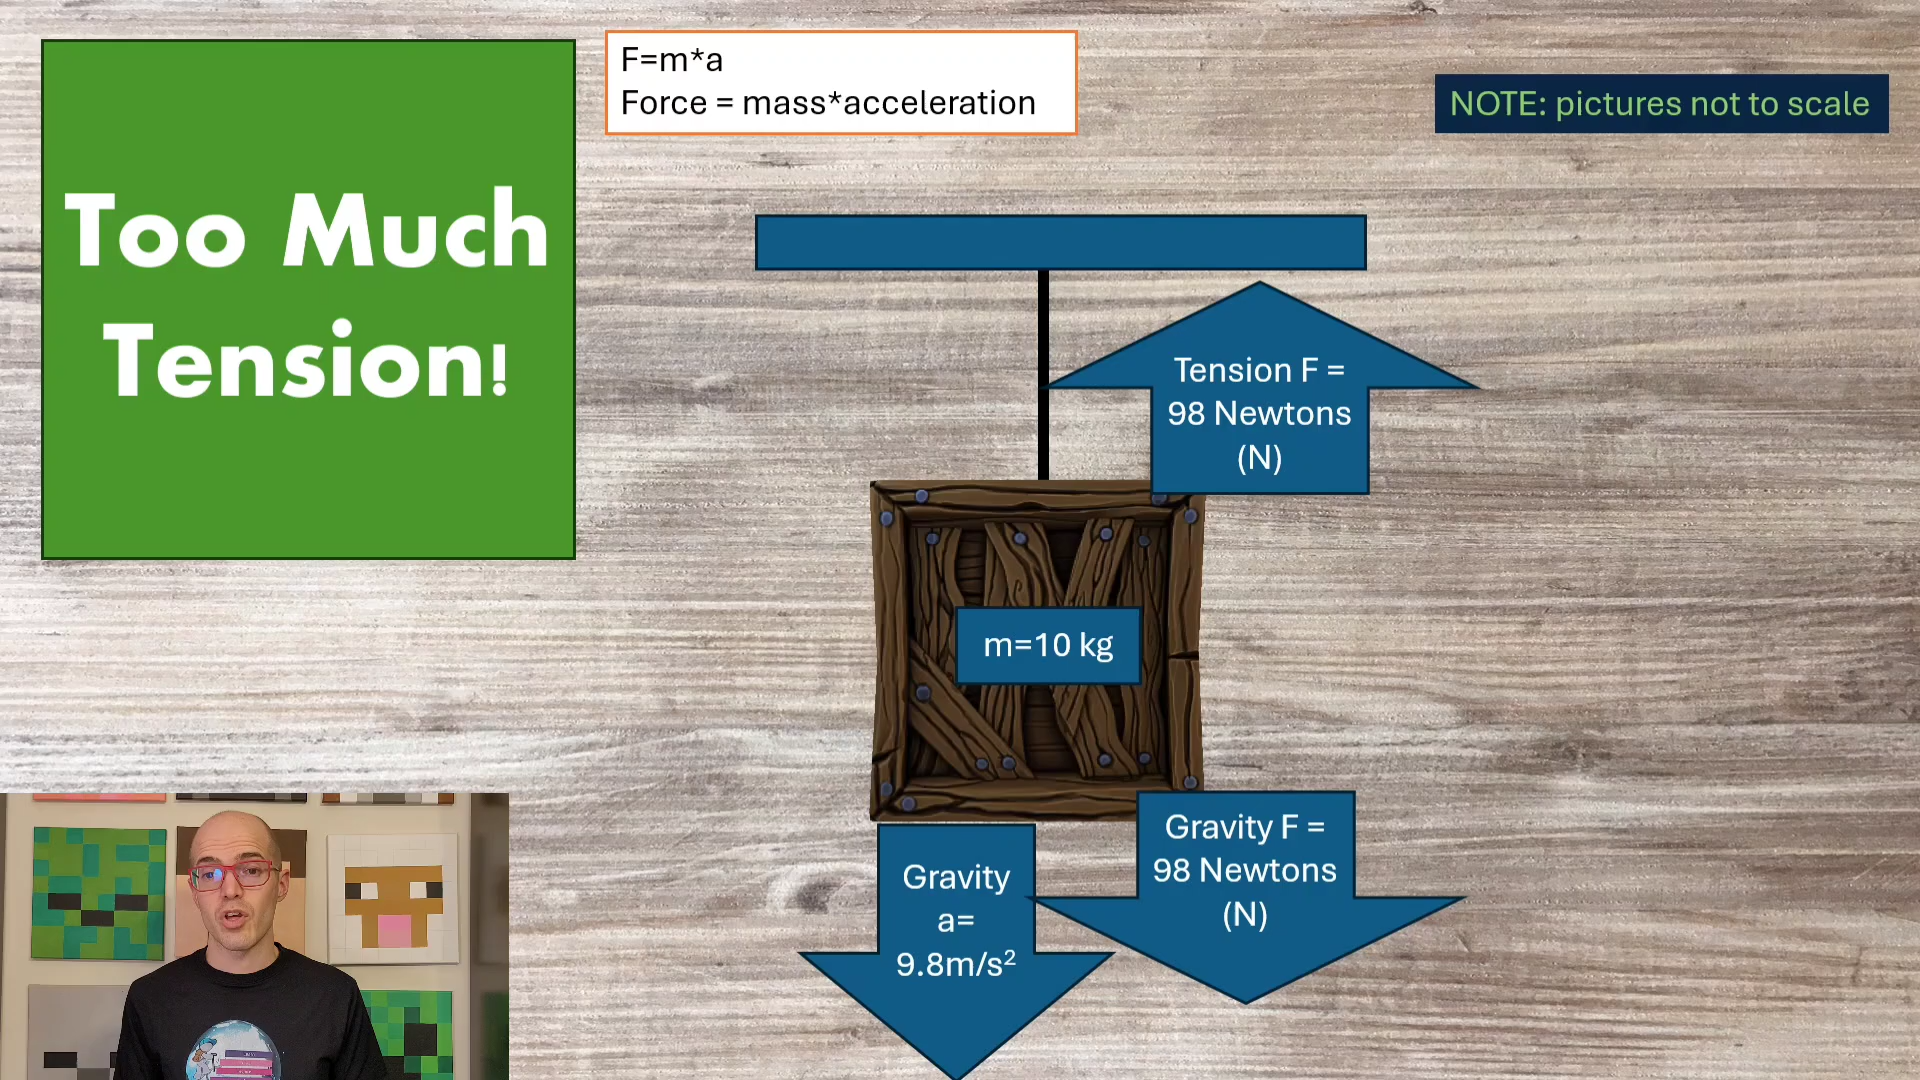 Too Much
Tension!
F=m*a
Force = mass*acceleration
NOTE: pictures not to scale
Tension F =
98 Newtons
(N)
m=10 kg
Gravity
a=
9.8m/s²
Gravity F =
98 Newtons
(N)